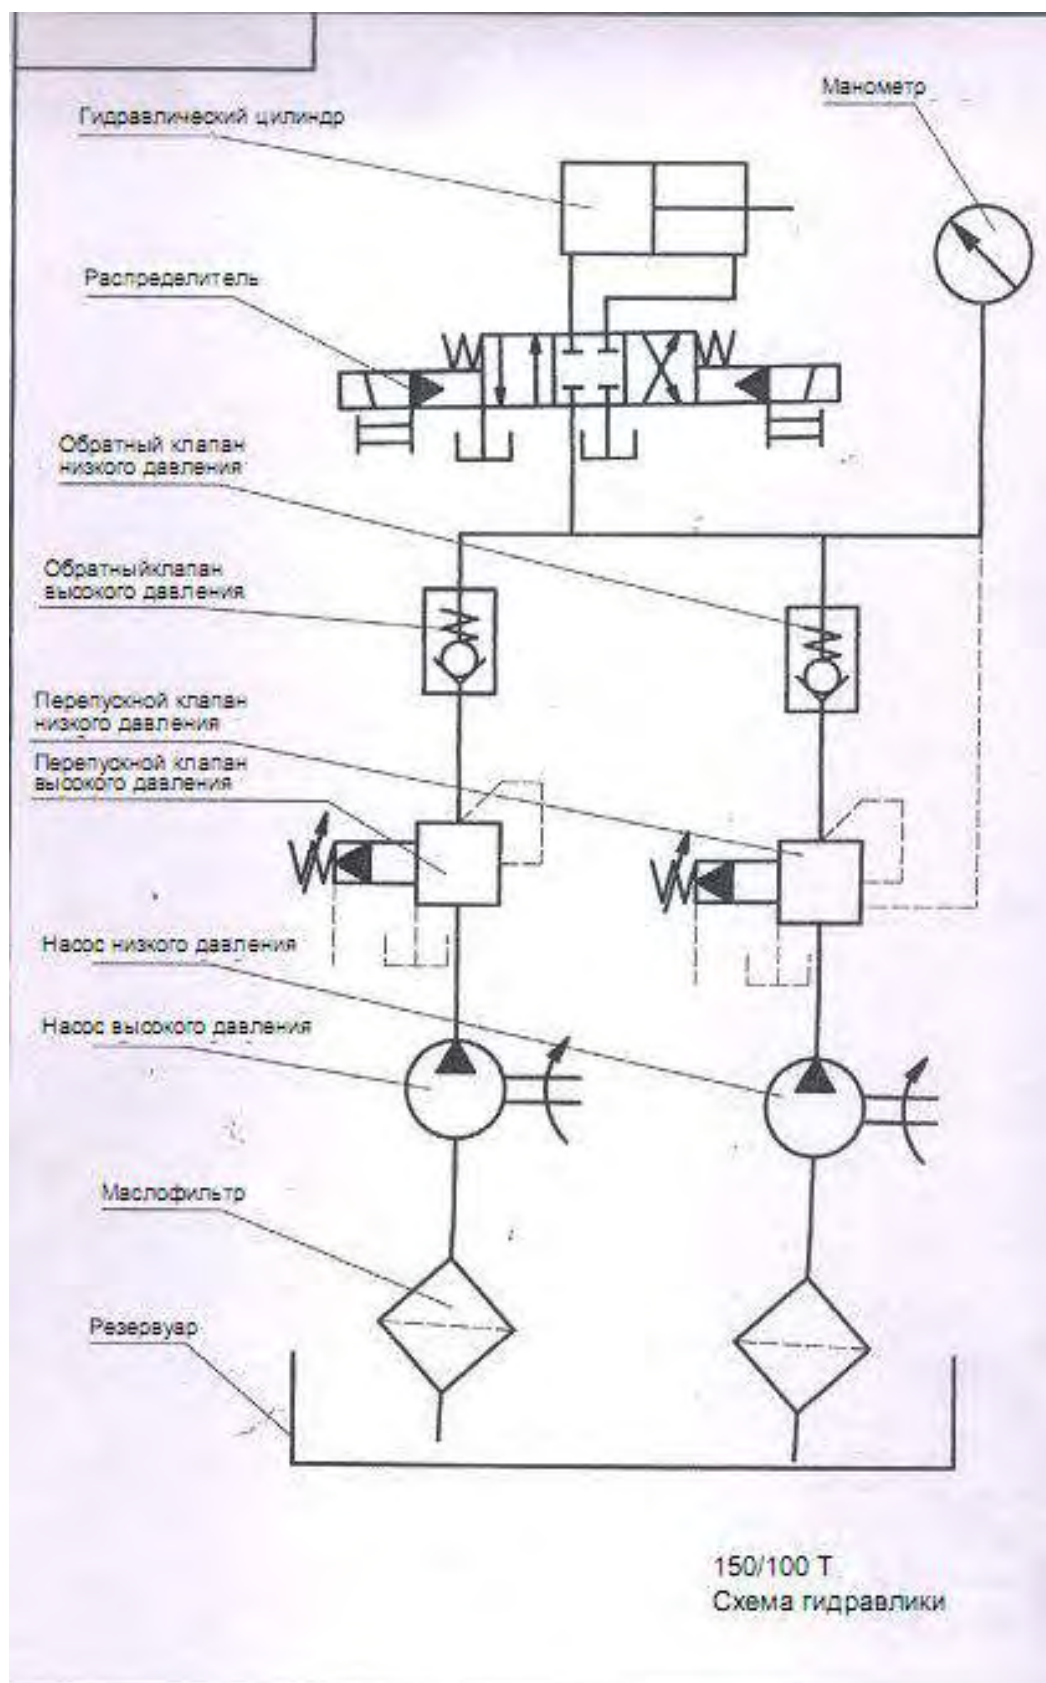 Манометр
Гидравлический цилиндр
Распределитель
Обратный клапан
низкого давления
Обратныйклапан
высокого давления
Перепускной клапан
низкого давления
Перепускной клапан
высокого давления
Насос низкого давления
Насос высокого давления
Маслофильтр
Резервуар
150/100 Т
Схема гидравлики